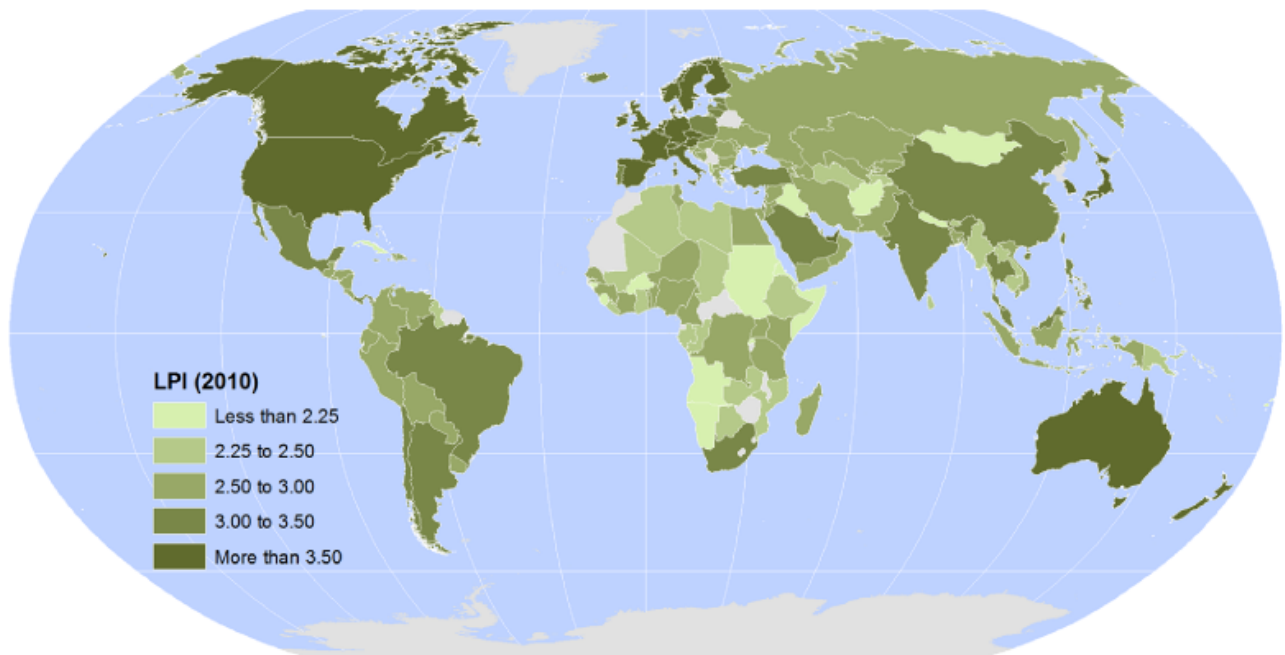 LPI (2010)
Less than 2.25
2.25 to 2.50
2.50 to 3.00
3.00 to 3.50
More than 3.50